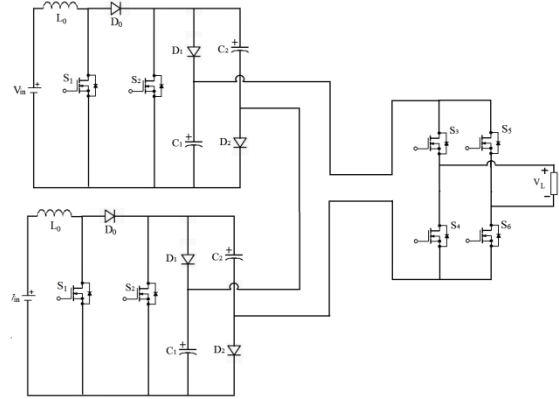 L₀
D₀
D₁
C₂
S₁
S₂
Vin
C₁
D₂
S₃
S₅
V_L
S₄
S₆
L₀
D₀
D₁
C₂
S₁
S₂
C₁
D₂